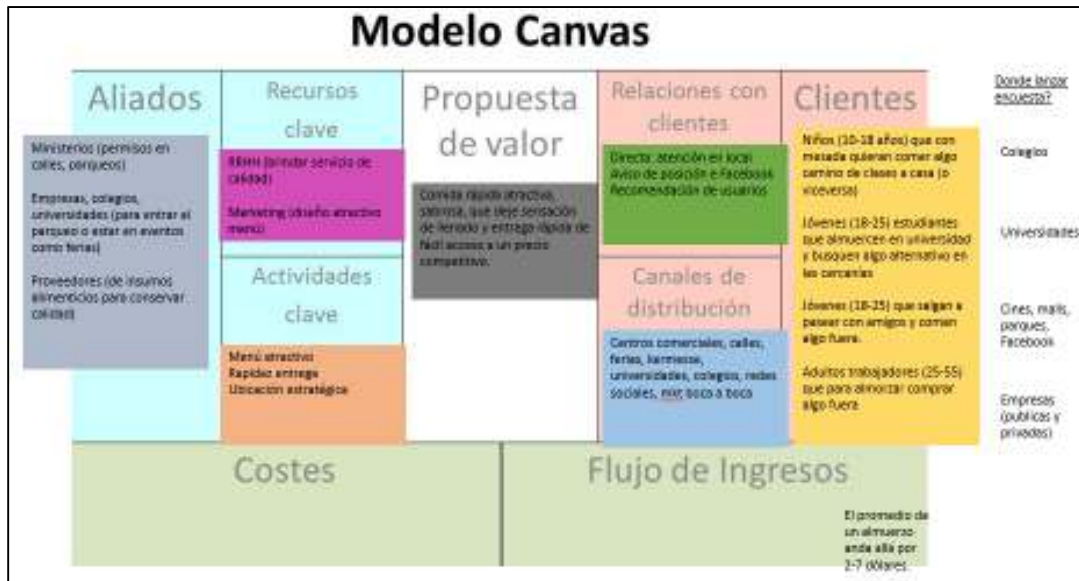 Modelo Canvas
Aliados
Ministerios (permisos en
calles, parqueos)
Empresas, colegios,
universidades (para entrar al
parqueo o estar en eventos
como ferias)
Proveedores (de insumos
alimenticios para conservar
calidad)
Recursos
clave
RRHH (brindar servicio de
calidad)
Marketing (diseño atractivo
menú)
Actividades
clave
Menú atractivo
Rapidez entrega
Ubicación estratégica
Propuesta
de valor
Comida rápida atractiva,
sabrosa, que deje sensación
de llenado y entrega rápida de
fácil acceso a un precio
competitivo.
Relaciones con
clientes
Directa: atención en local
Aviso de posición e Facebook
Recomendación de usuarios
Canales de
distribución
Centros comerciales, calles,
ferias, kermesse,
universidades, colegios, redes
sociales, boca a boca
Clientes
Niños (10-18 años) que con
mesada quieran comer algo
camino de clases a casa (o
viceversa)
Jóvenes (18-25) estudiantes
que almuercen en universidad
y busquen algo alternativo en
las cercanías
Jóvenes (18-25) que salgan a
pasear con amigos y coman
algo fuera.
Adultos trabajadores (25-55)
que para almorzar comprar
algo fuera
Donde lanzar
encuesta?
Colegios
Universidades
Cines, malls,
parques,
Facebook
Empresas
(publicas y
privadas)
Costes
Flujo de Ingresos
El promedio de
un almuerzo
anda allá por
2-7 dólares